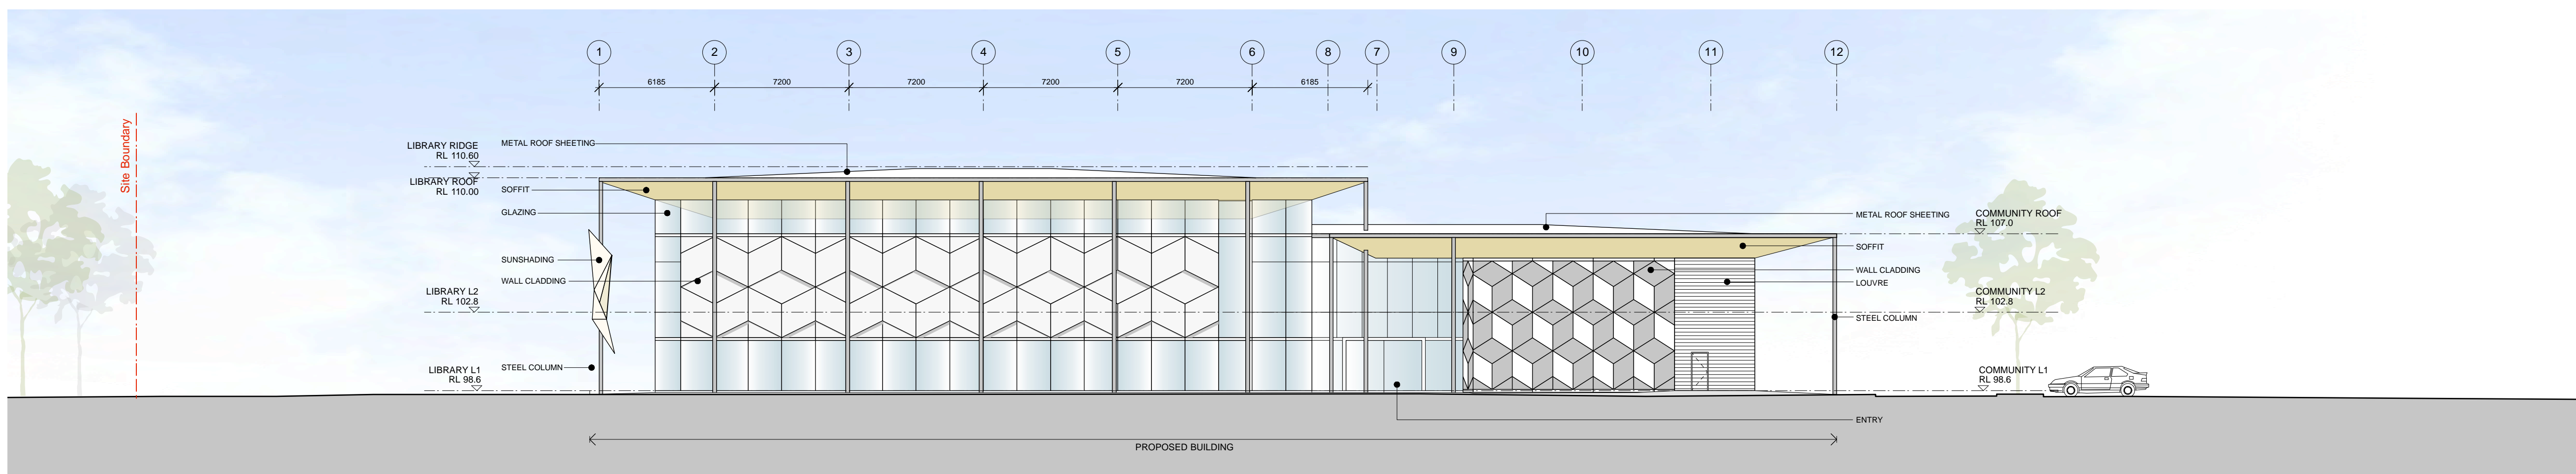 1
2
3
4
5
6
8
7
9
10
11
12
6185
7200
7200
7200
7200
6185
Site Boundary
LIBRARY RIDGE
RL 110.60
LIBRARY ROOF
RL 110.00
LIBRARY L2
RL 102.8
LIBRARY L1
RL 98.6
METAL ROOF SHEETING
SOFFIT
GLAZING
SUNSHADING
WALL CLADDING
STEEL COLUMN
METAL ROOF SHEETING
SOFFIT
WALL CLADDING
LOUVRE
STEEL COLUMN
ENTRY
COMMUNITY ROOF
RL 107.0
COMMUNITY L2
RL 102.8
COMMUNITY L1
RL 98.6
PROPOSED BUILDING